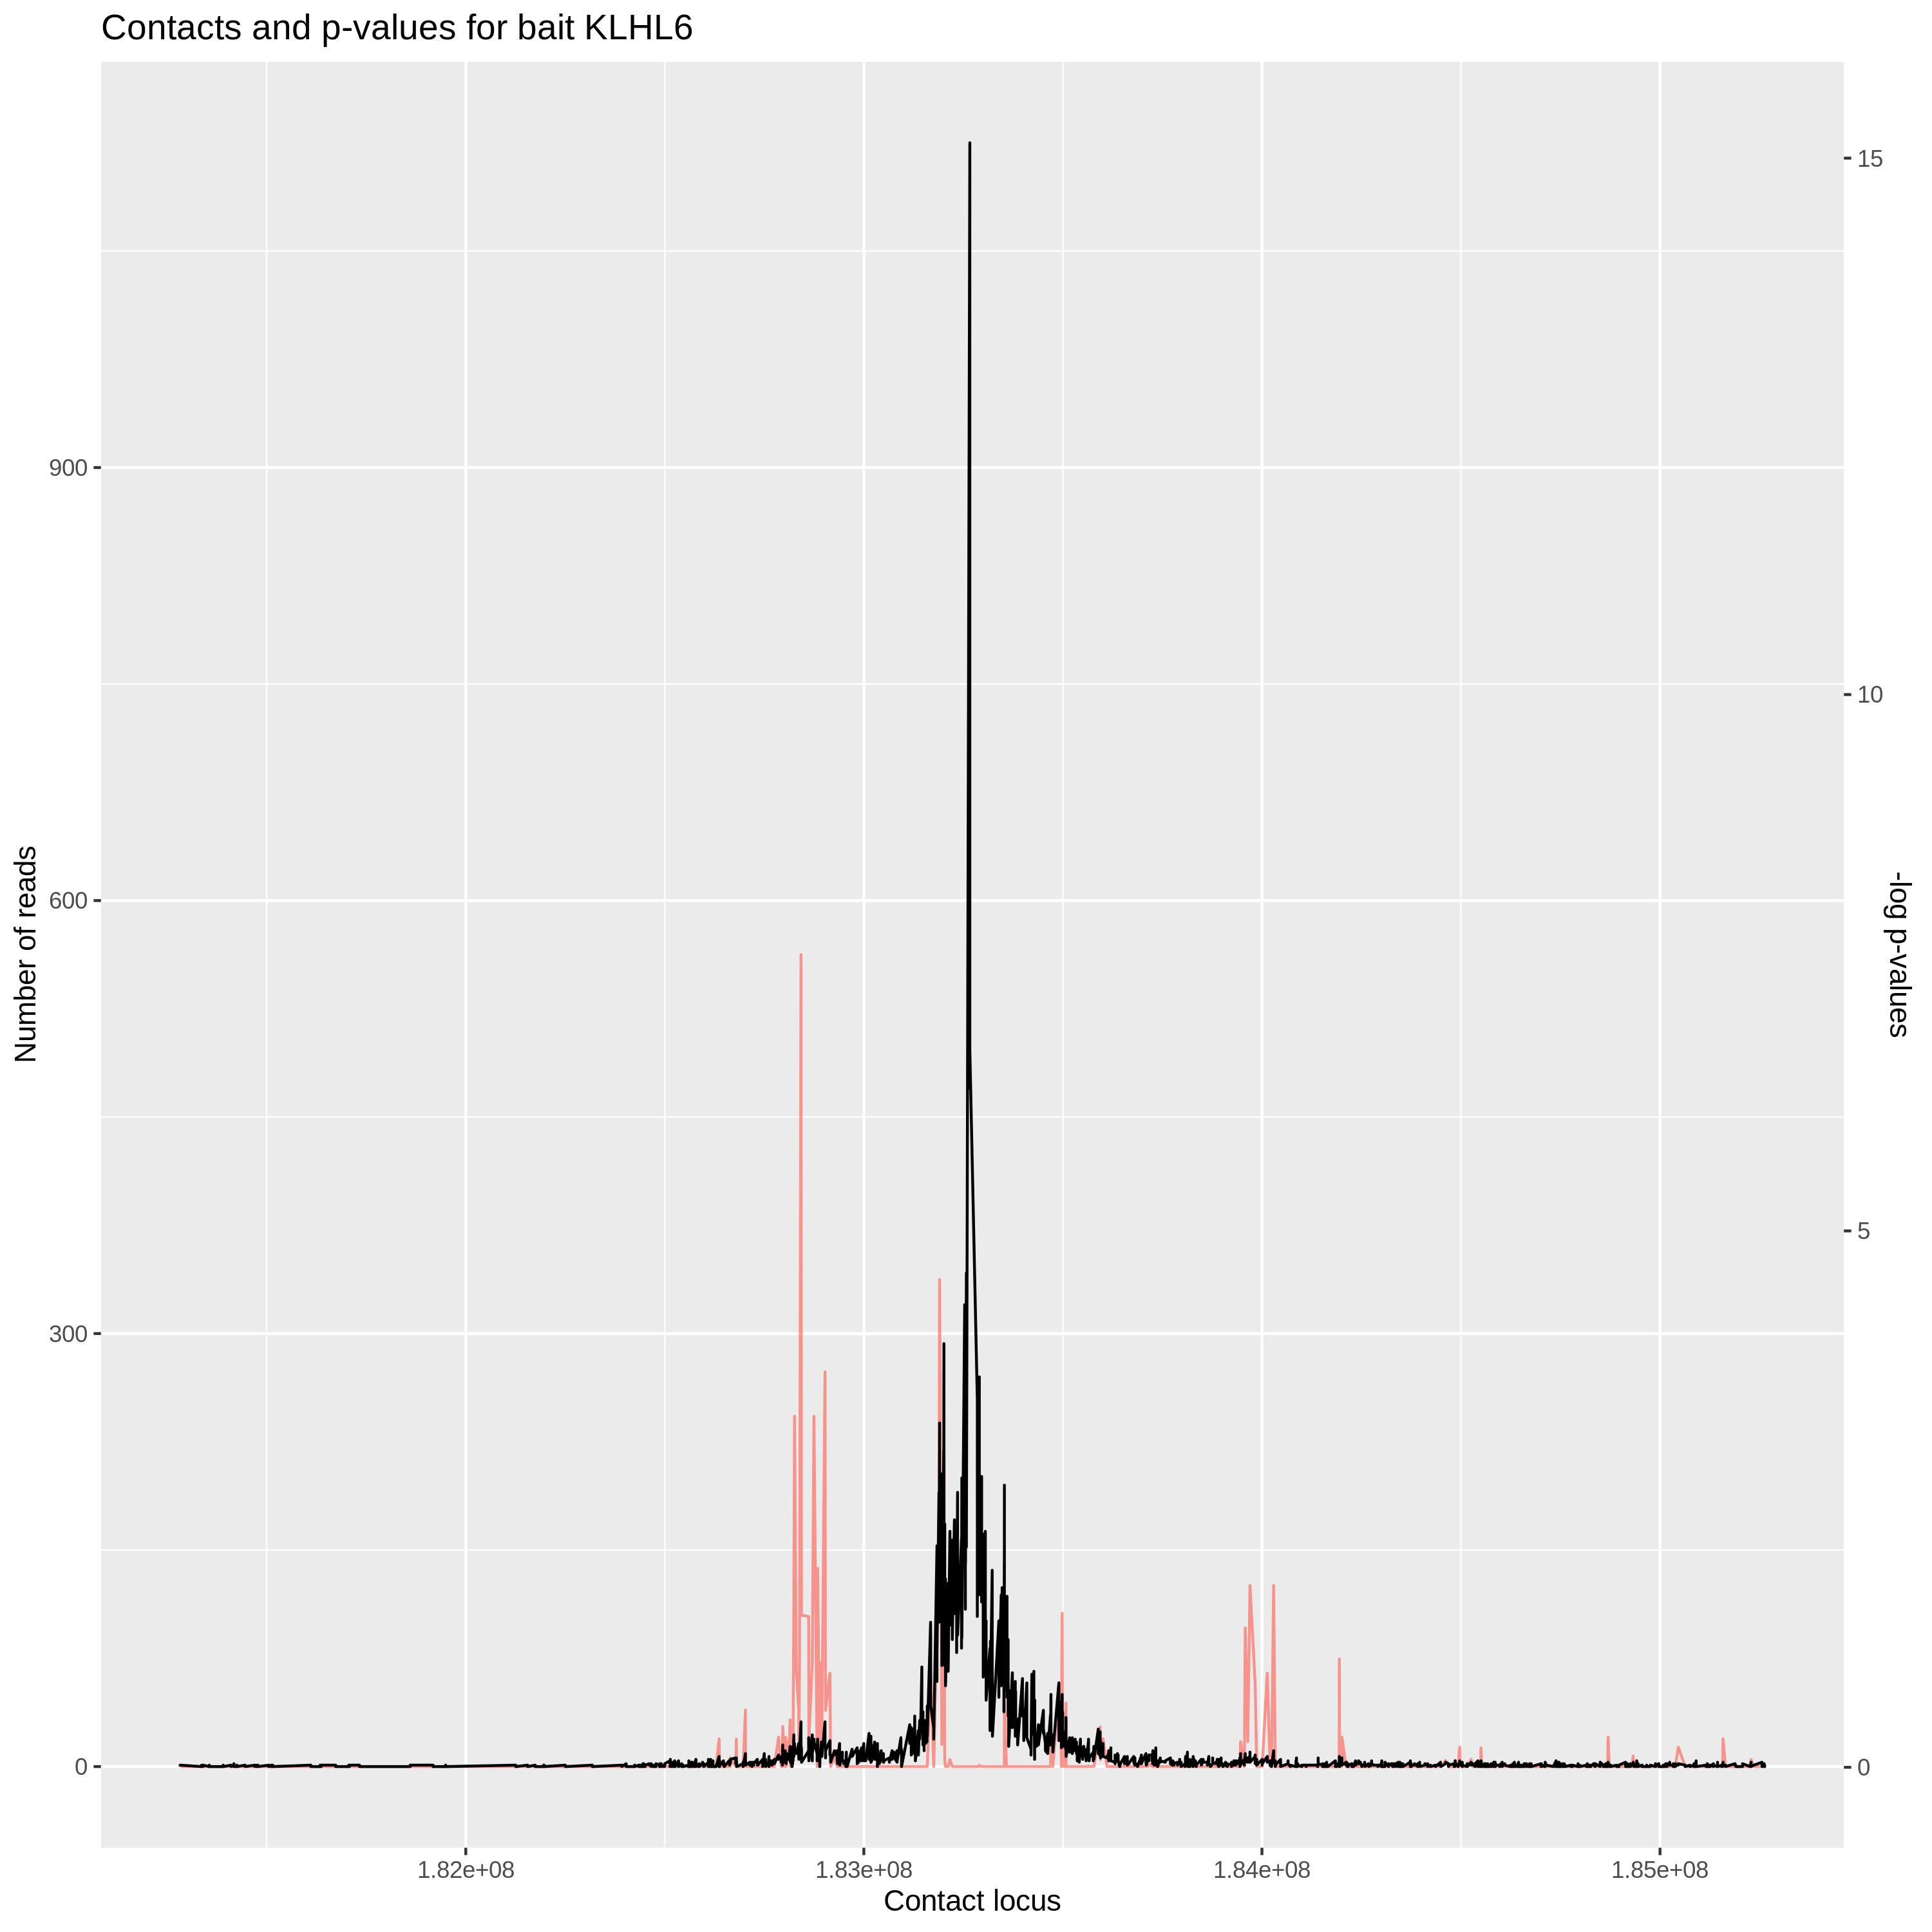 Contacts and p-values for bait KLHL6
15
900
10
Number of reads
600
-log p-values
5
300
0
0
1.82e+08
1.83e+08
1.84e+08
1.85e+08
Contact locus